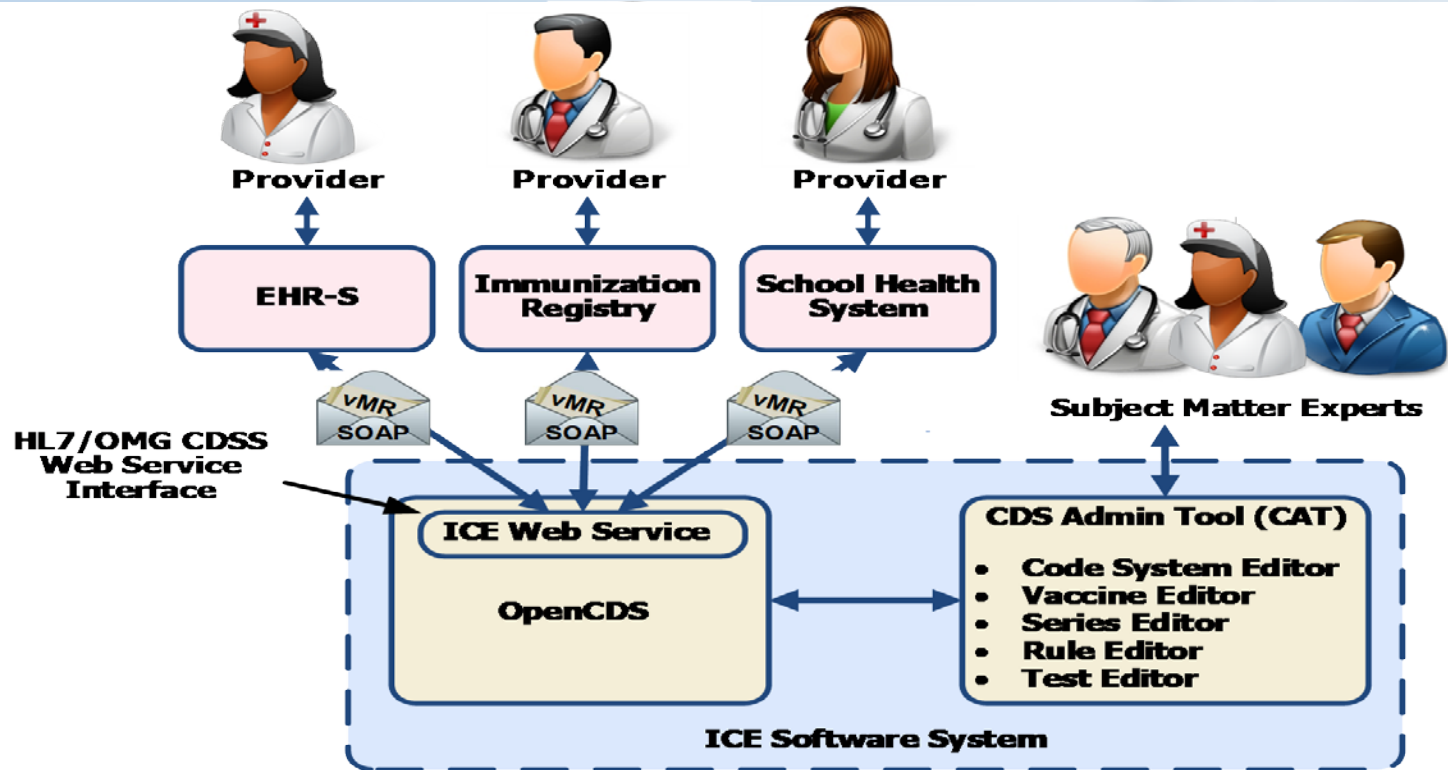 Provider
Provider
Provider
EHR-S
Immunization
Registry
School Health
System
vMR
SOAP
vMR
SOAP
vMR
SOAP
Subject Matter Experts
HL7/OMG CDSS
Web Service
Interface
ICE Web Service
OpenCDS
CDS Admin Tool (CAT)
• Code System Editor
• Vaccine Editor
• Series Editor
• Rule Editor
• Test Editor
ICE Software System